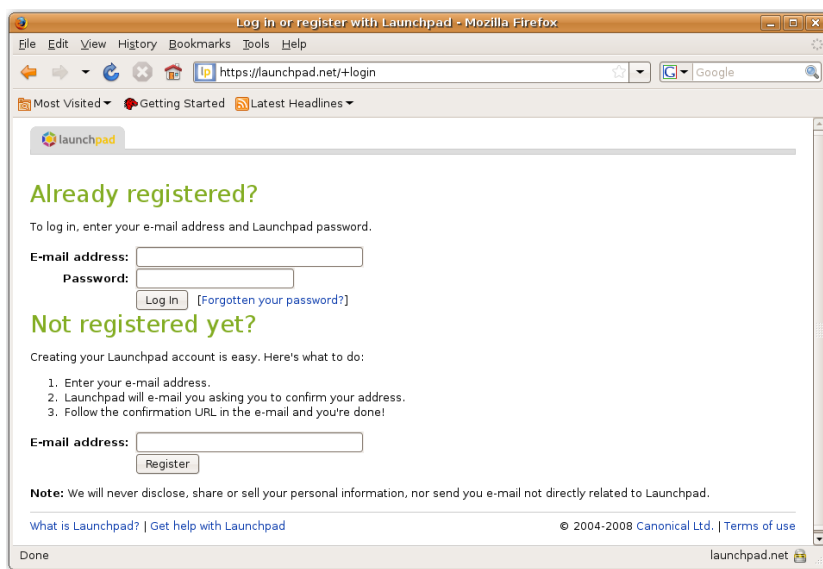 Log in or register with Launchpad - Mozilla Firefox
File Edit View History Bookmarks Tools Help
lp https://launchpad.net/+login G Google
Most Visited Getting Started Latest Headlines
launchpad
Already registered?
To log in, enter your e-mail address and Launchpad password.
E-mail address:
Password:
Log In [Forgotten your password?]
Not registered yet?
Creating your Launchpad account is easy. Here's what to do:
1. Enter your e-mail address.
2. Launchpad will e-mail you asking you to confirm your address.
3. Follow the confirmation URL in the e-mail and you're done!
E-mail address:
Register
Note: We will never disclose, share or sell your personal information, nor send you e-mail not directly related to Launchpad.
What is Launchpad? | Get help with Launchpad © 2004-2008 Canonical Ltd. | Terms of use
Done launchpad.net